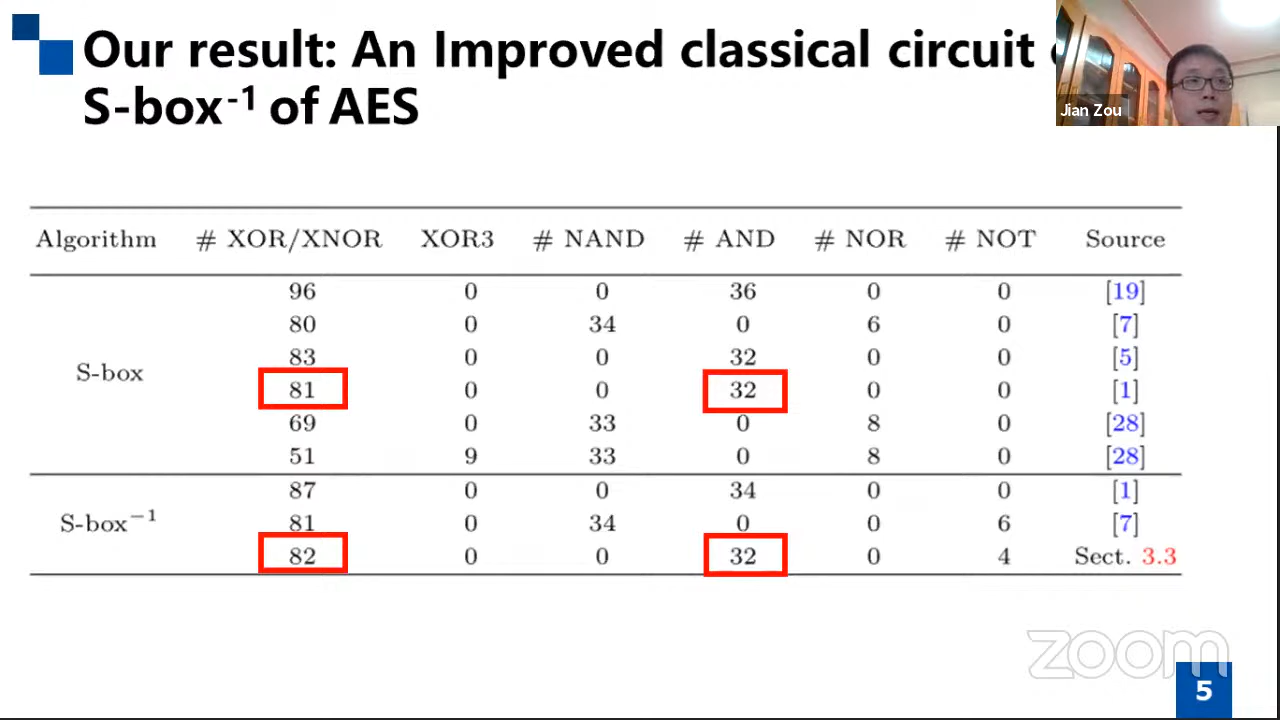 Our result: An Improved classical circuit
S-box⁻¹ of AES
Jian Zou
Algorithm # XOR/XNOR XOR3 # NAND # AND # NOR # NOT Source
96 0 0 36 0 0 [19]
80 0 34 0 6 0 [7]
83 0 0 32 0 0 [5]
S-box
81 0 0 32 0 0 [1]
69 0 33 0 8 0 [28]
51 9 33 0 8 0 [28]
87 0 0 34 0 0 [1]
S-box⁻¹ 81 0 34 0 0 6 [7]
82 0 0 32 0 4 Sect. 3.3
zoom
5